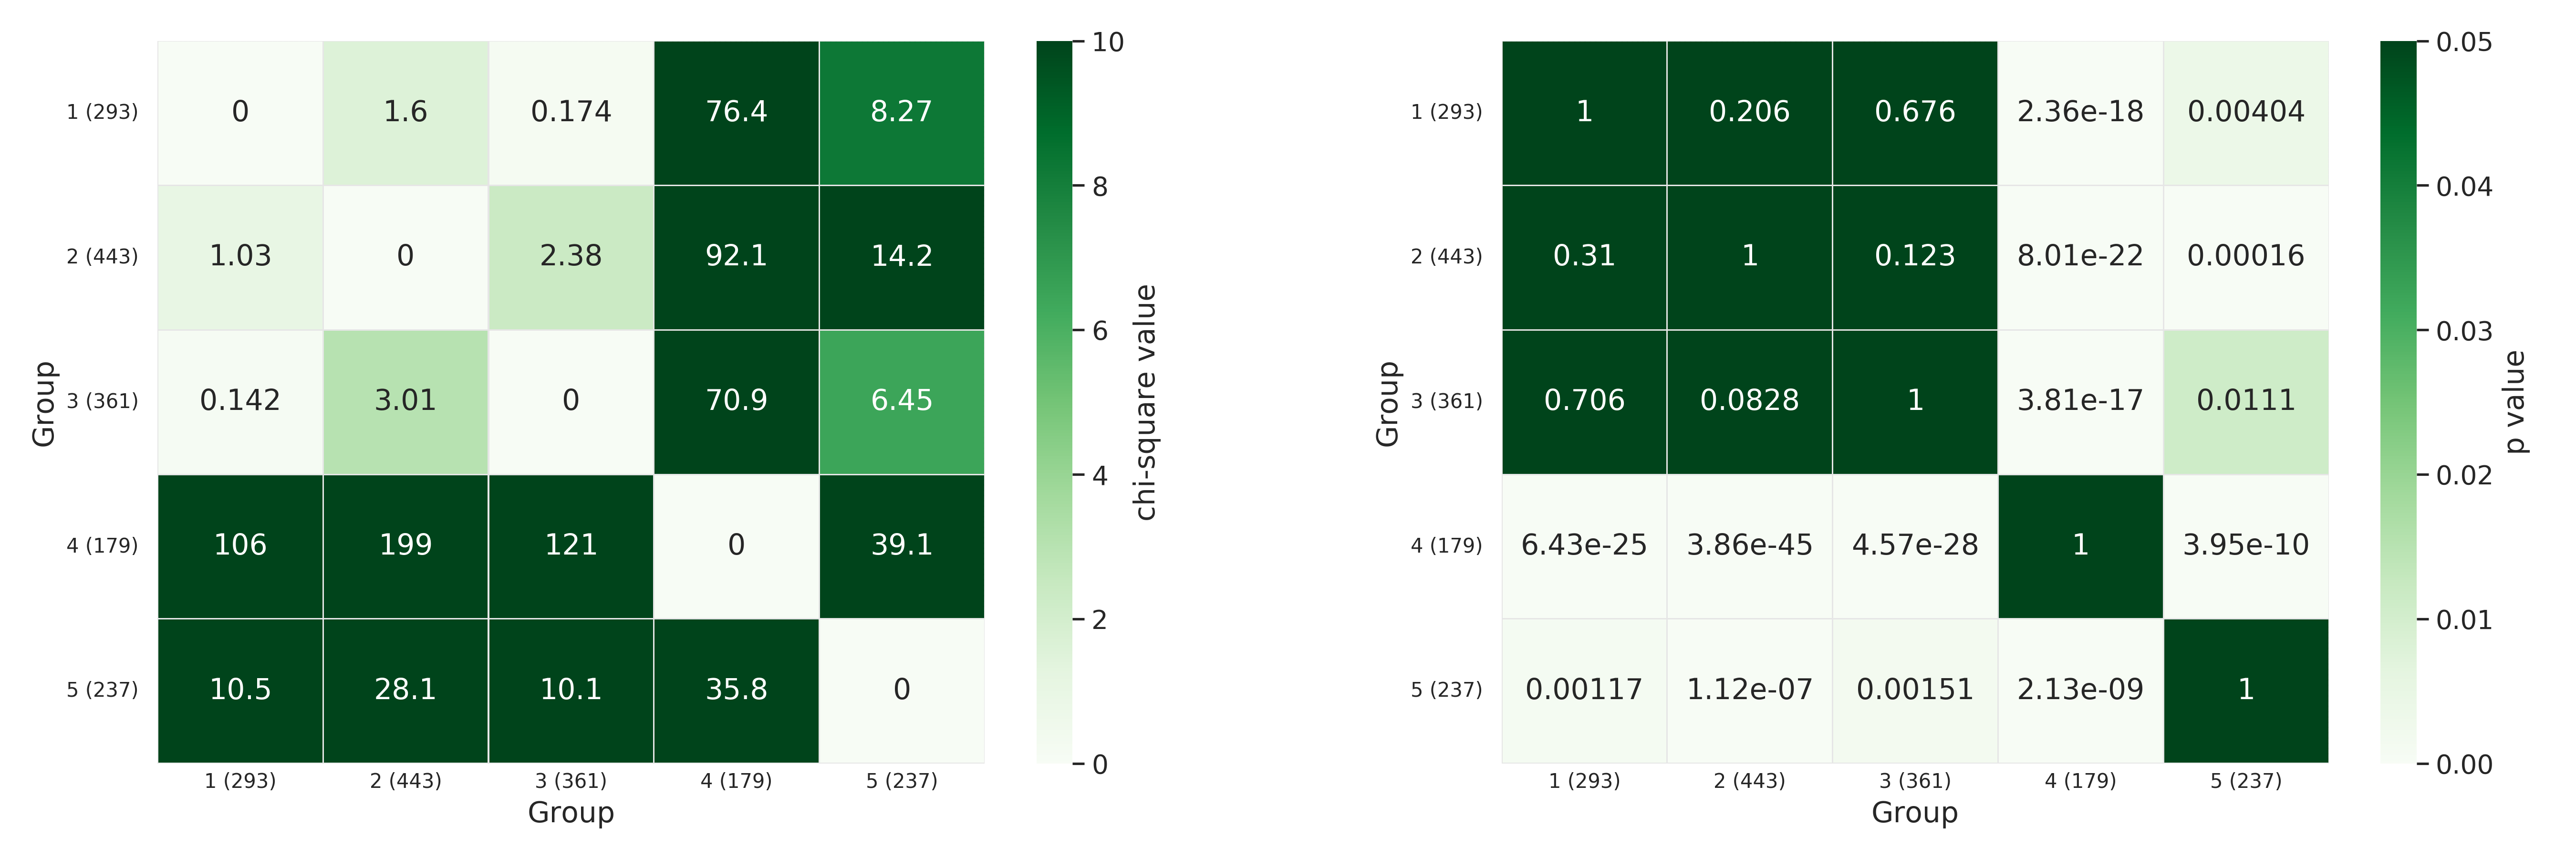 1 (293) 0 1.6 0.174 76.4 8.27
2 (443) 1.03 0 2.38 92.1 14.2
3 (361) 0.142 3.01 0 70.9 6.45
4 (179) 106 199 121 0 39.1
5 (237) 10.5 28.1 10.1 35.8 0
1 (293) 2 (443) 3 (361) 4 (179) 5 (237)
Group
Group
10
8
6
4
2
0
chi-square value
1 (293) 1 0.206 0.676 2.36e-18 0.00404
2 (443) 0.31 1 0.123 8.01e-22 0.00016
3 (361) 0.706 0.0828 1 3.81e-17 0.0111
4 (179) 6.43e-25 3.86e-45 4.57e-28 1 3.95e-10
5 (237) 0.00117 1.12e-07 0.00151 2.13e-09 1
1 (293) 2 (443) 3 (361) 4 (179) 5 (237)
Group
Group
0.05
0.04
0.03
0.02
0.01
0.00
p value